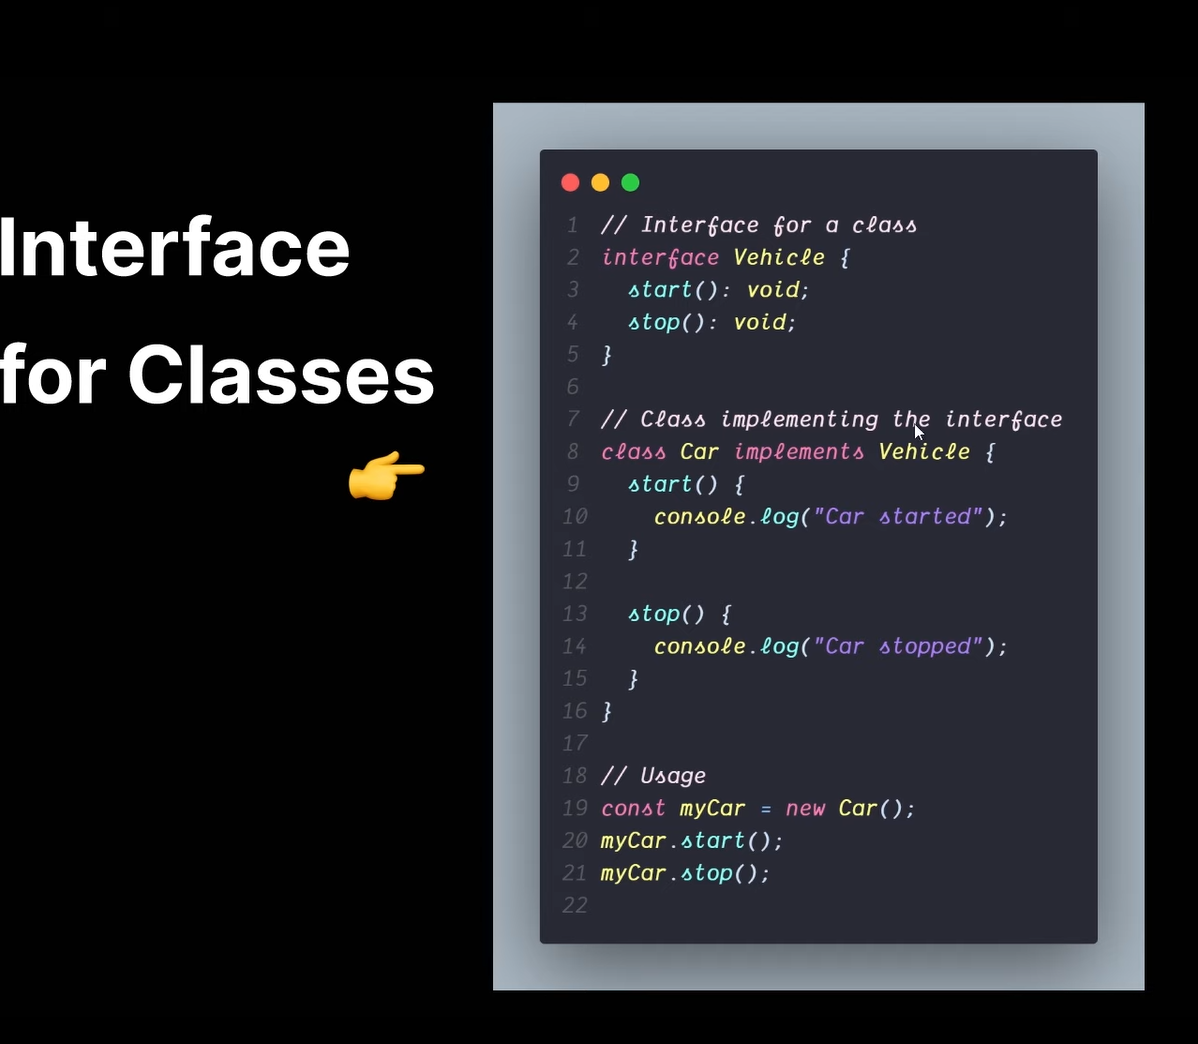 Interface
for Classes
1 // Interface for a class
2 interface Vehicle {
3   start(): void;
4   stop(): void;
5 }
6
7 // Class implementing the interface
8 class Car implements Vehicle {
9   start() {
10     console.log("Car started");
11   }
12
13   stop() {
14     console.log("Car stopped");
15   }
16 }
17
18 // Usage
19 const myCar = new Car();
20 myCar.start();
21 myCar.stop();
22